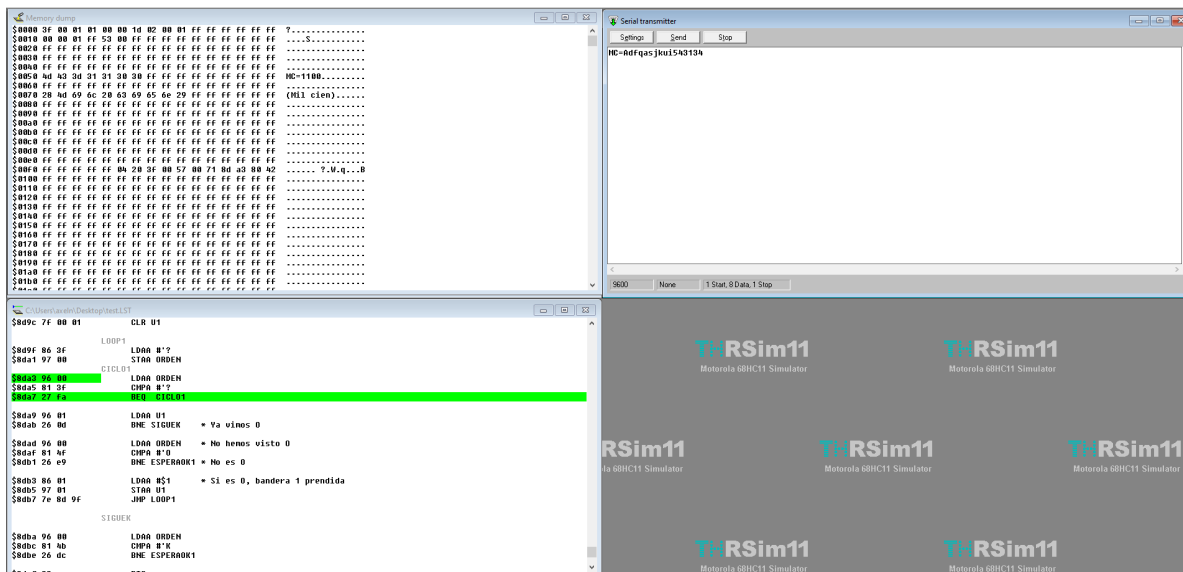 Memory dump
$0000 3f 00 01 01 00 00 1d 02 00 01 ff ff ff ff ff ff ?...............
$0010 00 00 01 ff 53 00 ff ff ff ff ff ff ff ff ff ff ....S...........
$0020 ff ff ff ff ff ff ff ff ff ff ff ff ff ff ff ff ................
$0030 ff ff ff ff ff ff ff ff ff ff ff ff ff ff ff ff ................
$0040 ff ff ff ff ff ff ff ff ff ff ff ff ff ff ff ff ................
$0050 4d 43 3d 31 31 30 30 ff ff ff ff ff ff ff ff ff MC=1100.........
$0060 ff ff ff ff ff ff ff ff ff ff ff ff ff ff ff ff ................
$0070 28 4d 69 6c 20 63 69 65 6e 29 ff ff ff ff ff ff (Mil cien)......
$0080 ff ff ff ff ff ff ff ff ff ff ff ff ff ff ff ff ................
$0090 ff ff ff ff ff ff ff ff ff ff ff ff ff ff ff ff ................
$00a0 ff ff ff ff ff ff ff ff ff ff ff ff ff ff ff ff ................
$00b0 ff ff ff ff ff ff ff ff ff ff ff ff ff ff ff ff ................
$00c0 ff ff ff ff ff ff ff ff ff ff ff ff ff ff ff ff ................
$00d0 ff ff ff ff ff ff ff ff ff ff ff ff ff ff ff ff ................
$00e0 ff ff ff ff ff ff ff ff ff ff ff ff ff ff ff ff ................
$00f0 ff ff ff ff ff 04 20 3f 00 57 00 71 8d a3 80 42 ...... ?.W.q...B
$0100 ff ff ff ff ff ff ff ff ff ff ff ff ff ff ff ff ................
$0110 ff ff ff ff ff ff ff ff ff ff ff ff ff ff ff ff ................
$0120 ff ff ff ff ff ff ff ff ff ff ff ff ff ff ff ff ................
$0130 ff ff ff ff ff ff ff ff ff ff ff ff ff ff ff ff ................
$0140 ff ff ff ff ff ff ff ff ff ff ff ff ff ff ff ff ................
$0150 ff ff ff ff ff ff ff ff ff ff ff ff ff ff ff ff ................
$0160 ff ff ff ff ff ff ff ff ff ff ff ff ff ff ff ff ................
$0170 ff ff ff ff ff ff ff ff ff ff ff ff ff ff ff ff ................
$0180 ff ff ff ff ff ff ff ff ff ff ff ff ff ff ff ff ................
$0190 ff ff ff ff ff ff ff ff ff ff ff ff ff ff ff ff ................
$01a0 ff ff ff ff ff ff ff ff ff ff ff ff ff ff ff ff ................
$01b0 ff ff ff ff ff ff ff ff ff ff ff ff ff ff ff ff ................
Serial transmitter
Settings Send Stop
MC=Adfqasjkui543134
9600 None 1 Start, 8 Data, 1 Stop
C:\Users\axein\Desktop\test.LST
$8d9c 7f 00 01 CLR U1
LOOP1
$8d9f 86 3f LDAA #'?
$8da1 97 00 STAA ORDEN
CICLO1
$8da3 96 00 LDAA ORDEN
$8da5 81 3f CMPA #'?
$8da7 27 fa BEQ CICLO1
$8da9 96 01 LDAA U1
$8dab 26 0d BNE SIGUEK * Ya vimos O
$8dad 96 00 LDAA ORDEN * No hemos visto O
$8daf 81 4f CMPA #'O
$8db1 26 e9 BNE ESPERAOK1 * No es O
$8db3 86 01 LDAA #$1 * Si es O, bandera 1 prendida
$8db5 97 01 STAA U1
$8db7 7e 8d 9f JMP LOOP1
SIGUEK
$8dba 96 00 LDAA ORDEN
$8dbc 81 4b CMPA #'K
$8dbe 26 dc BNE ESPERAOK1
THRSim11
Motorola 68HC11 Simulator
THRSim11
Motorola 68HC11 Simulator
RSim11
la 68HC11 Simulator
THRSim11
Motorola 68HC11 Simulator
THRSim11
Motorola 68HC11 Simulator
THRSim11
Motorola 68HC11 Simulator
THRSim11
Motorola 68HC11 Simulator